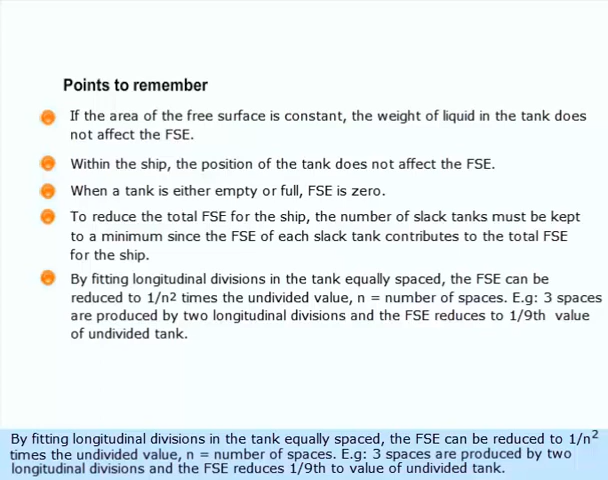 Points to remember
If the area of the free surface is constant, the weight of liquid in the tank does
not affect the FSE.
Within the ship, the position of the tank does not affect the FSE.
When a tank is either empty or full, FSE is zero.
To reduce the total FSE for the ship, the number of slack tanks must be kept
to a minimum since the FSE of each slack tank contributes to the total FSE
for the ship.
By fitting longitudinal divisions in the tank equally spaced, the FSE can be
reduced to 1/n2 times the undivided value, n = number of spaces. E.g: 3 spaces
are produced by two longitudinal divisions and the FSE reduces to 1/9th value
of undivided tank.
By fitting longitudinal divisions in the tank equally spaced, the FSE can be reduced to 1/n²
times the undivided value, n = number of spaces. E.g: 3 spaces are produced by two
longitudinal divisions and the FSE reduces 1/9th to value of undivided tank.